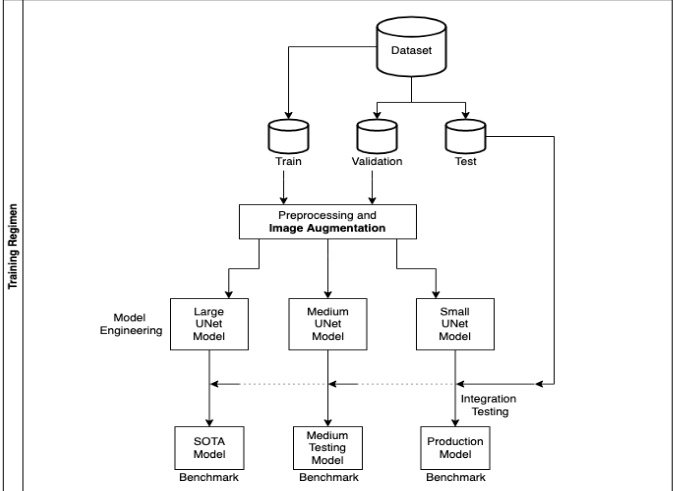 Training Regimen
Dataset
Train
Validation
Test
Preprocessing and
Image Augmentation
Model
Engineering
Large
UNet
Model
Medium
UNet
Model
Small
UNet
Model
Integration
Testing
SOTA
Model
Medium
Testing
Model
Production
Model
Benchmark
Benchmark
Benchmark